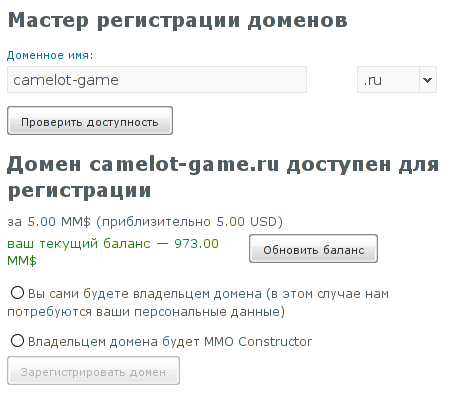 Мастер регистрации доменов
Доменное имя:
camelot-game .ru
Проверить доступность
Домен camelot-game.ru доступен для
регистрации
за 5.00 MM$ (приблизительно 5.00 USD)
ваш текущий баланс — 973.00
MM$
Обновить баланс
Вы сами будете владельцем домена (в этом случае нам
потребуются ваши персональные данные)
Владельцем домена будет MMO Constructor
Зарегистрировать домен